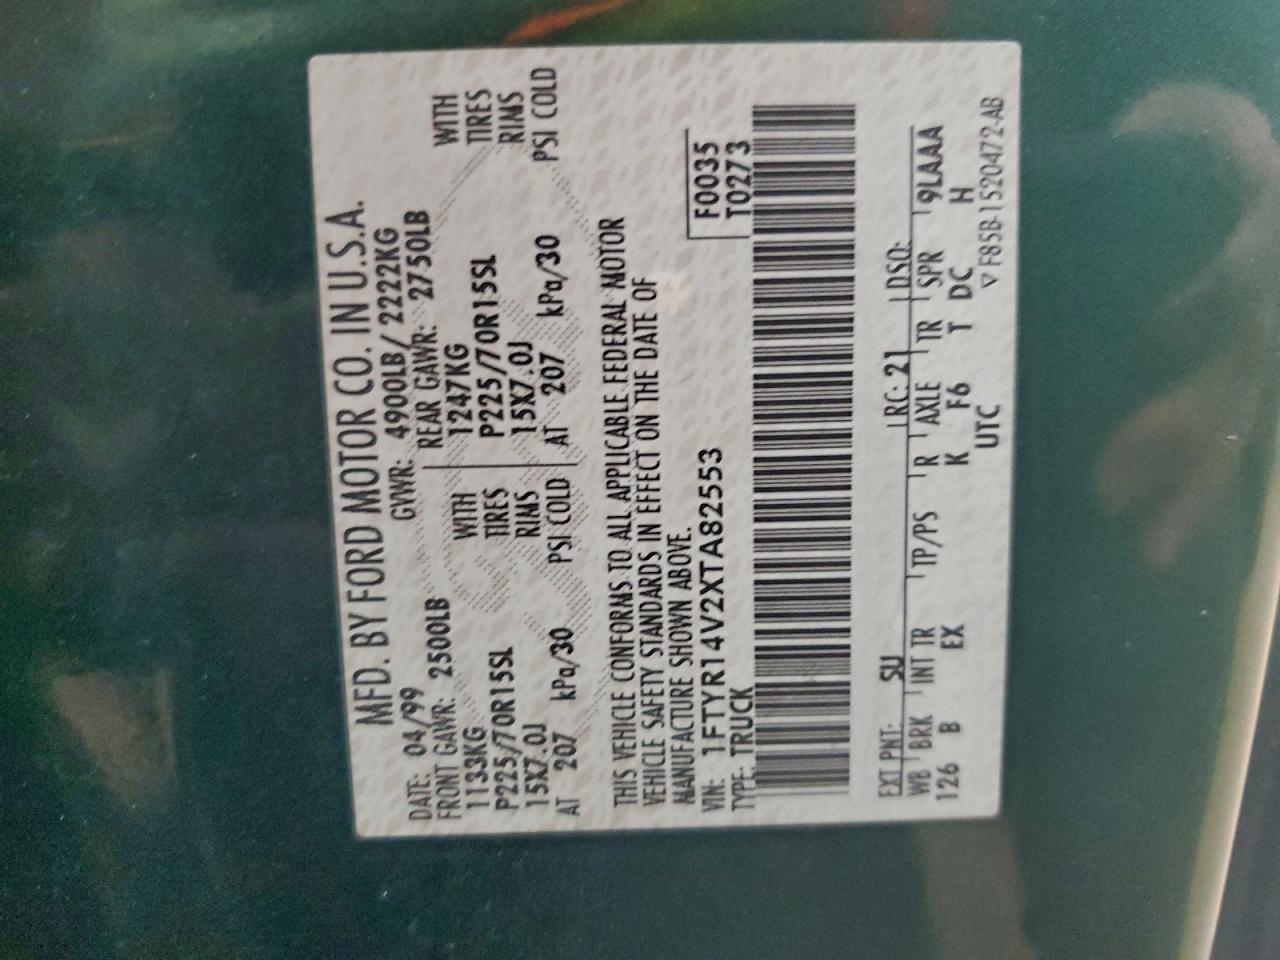 MFD. BY FORD MOTOR CO. IN U.S.A.
DATE: 04/99 GVWR: 4900LB/ 2222KG
FRONT GAWR: 2500LB REAR GAWR: 2750LB
1133KG WITH 1247KG WITH
P225/70R15SL TIRES P225/70R15SL TIRES
15X7.0J RIMS 15X7.0J RIMS
AT 207 kPa/30 PSI COLD AT 207 kPa/30 PSI COLD
THIS VEHICLE CONFORMS TO ALL APPLICABLE FEDERAL MOTOR
VEHICLE SAFETY STANDARDS IN EFFECT ON THE DATE OF
MANUFACTURE SHOWN ABOVE.
VIN: 1FTYR14V2XTA82553 F0035
TYPE: TRUCK T0273
EXT PNT: SU RC: 21 DSO:
WB BRK INT TR TP/PS R AXLE TR SPR 9LAAA
126 B EX K F6 T DC H
UTC ▽ F85B-1520472-AB